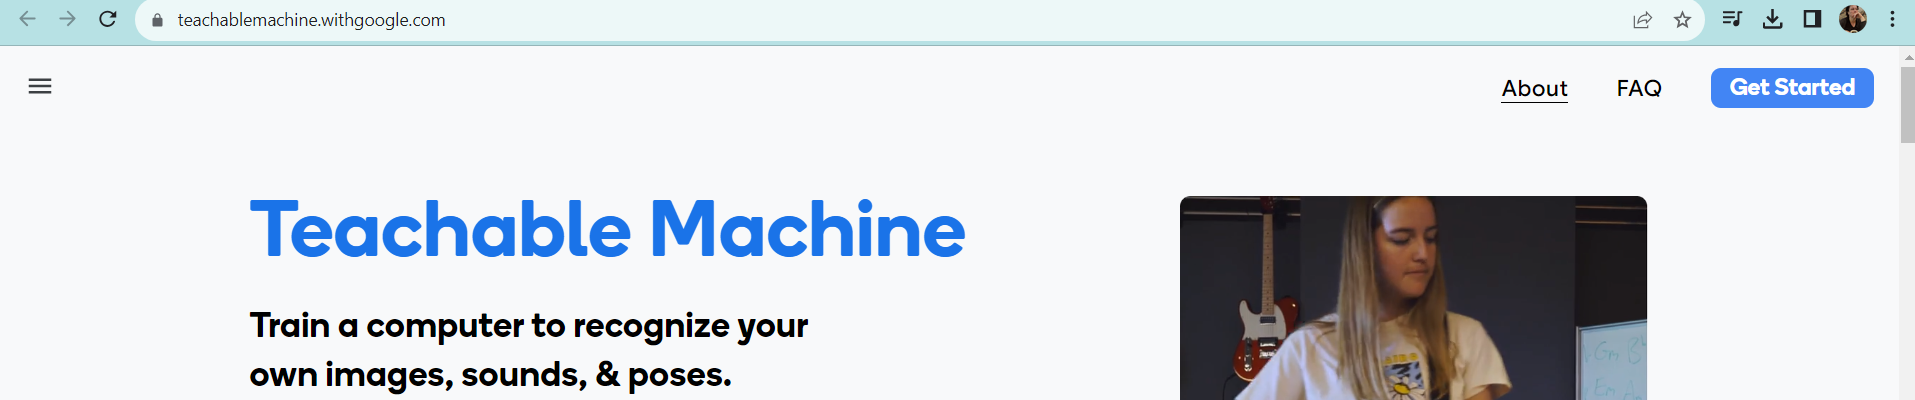 teachablemachine.withgoogle.com
About FAQ Get Started
Teachable Machine
Train a computer to recognize your
own images, sounds, & poses.